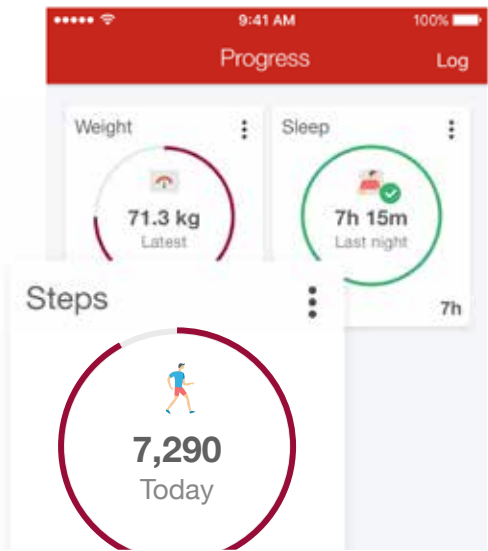 9:41 AM
100%
Progress
Log
Weight
71.3 kg
Latest
Sleep
7h 15m
Last night
7h
Steps
7,290
Today